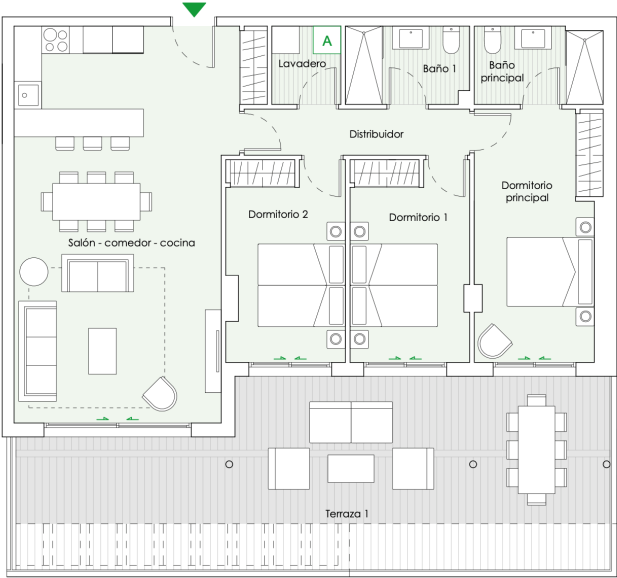 A
Lavadero
Baño 1
Baño
principal
Distribuidor
Dormitorio
principal
Dormitorio 2
Dormitorio 1
Salón - comedor - cocina
Terraza 1